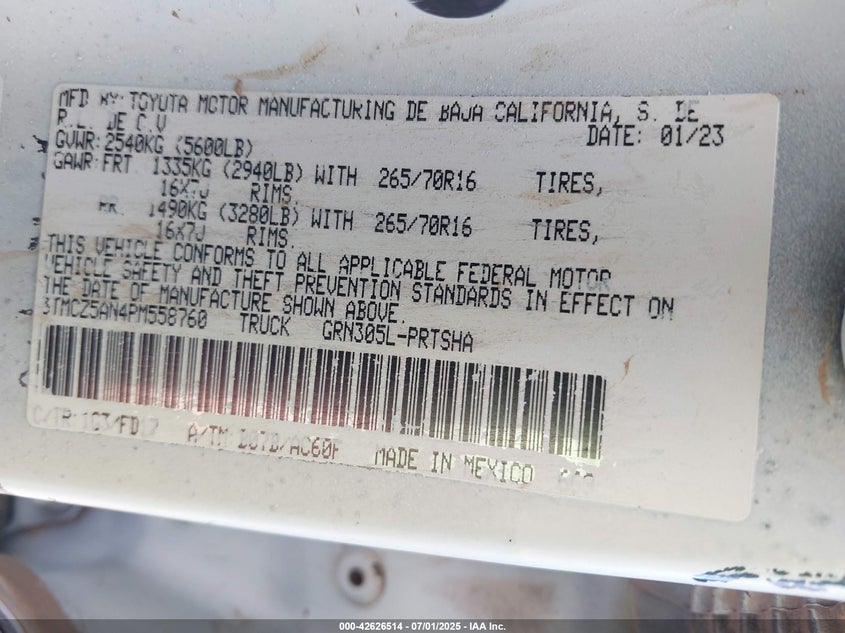 MFD BY: TOYOTA MOTOR MANUFACTURING DE BAJA CALIFORNIA, S. DE
R.L. DE C.V. DATE: 01/23
GVWR: 2540KG (5600LB)
GAWR: FRT 1335KG (2940LB) WITH 265/70R16 TIRES,
16X7J RIMS.
RR. 1490KG (3280LB) WITH 265/70R16 TIRES,
16X7J RIMS.
THIS VEHICLE CONFORMS TO ALL APPLICABLE FEDERAL MOTOR
VEHICLE SAFETY AND THEFT PREVENTION STANDARDS IN EFFECT ON
THE DATE OF MANUFACTURE SHOWN ABOVE.
3TMCZ5AN4PM558760 TRUCK GRN305L-PRTSHA
C/TR: A/TM: MADE IN MEXICO
000-42626514 - 07/01/2025 - IAA Inc.